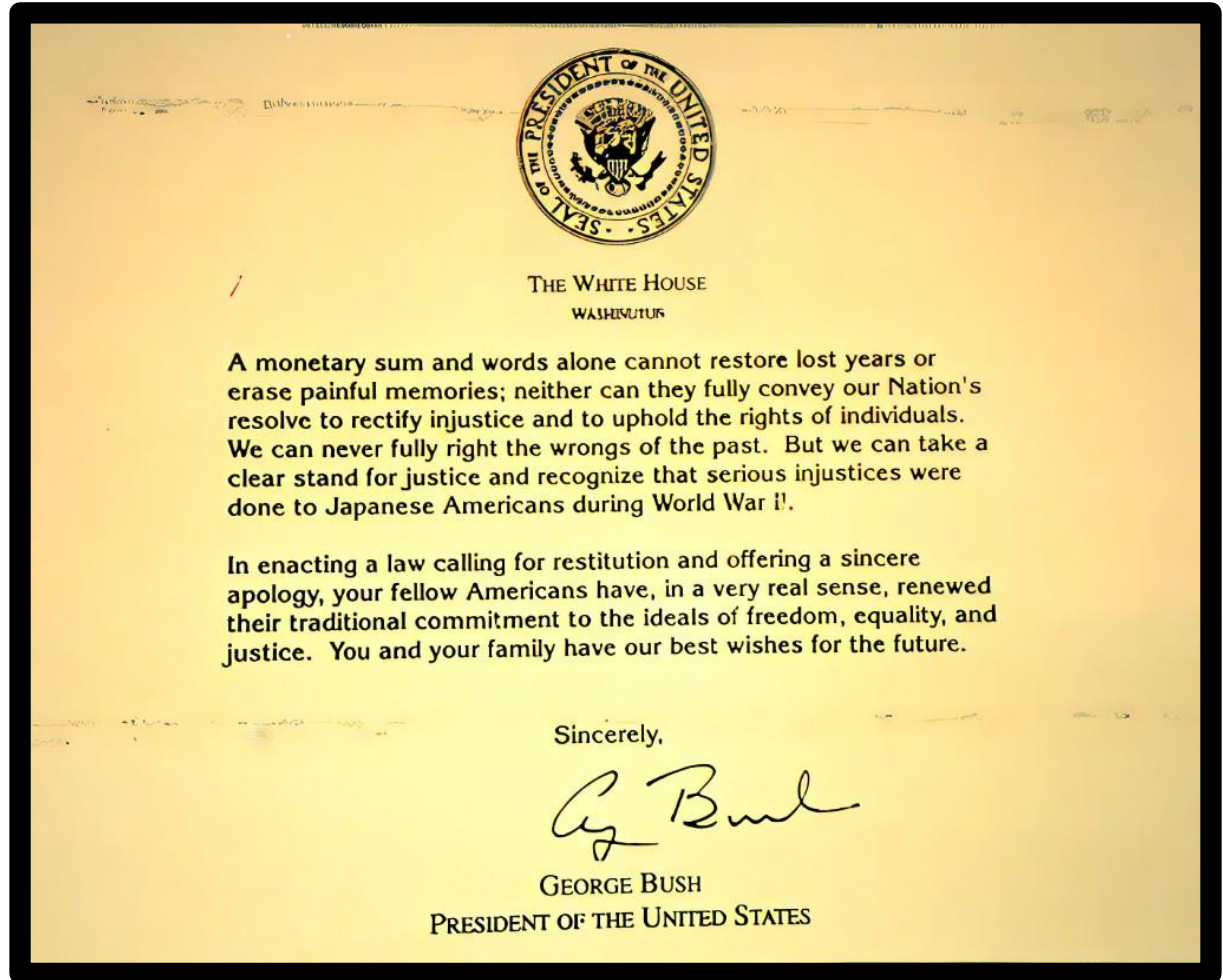 SEAL OF THE PRESIDENT OF THE UNITED STATES
THE WHITE HOUSE
A monetary sum and words alone cannot restore lost years or
erase painful memories; neither can they fully convey our Nation's
resolve to rectify injustice and to uphold the rights of individuals.
We can never fully right the wrongs of the past. But we can take a
clear stand for justice and recognize that serious injustices were
done to Japanese Americans during World War II.
In enacting a law calling for restitution and offering a sincere
apology, your fellow Americans have, in a very real sense, renewed
their traditional commitment to the ideals of freedom, equality, and
justice. You and your family have our best wishes for the future.
Sincerely,
GEORGE BUSH
PRESIDENT OF THE UNITED STATES